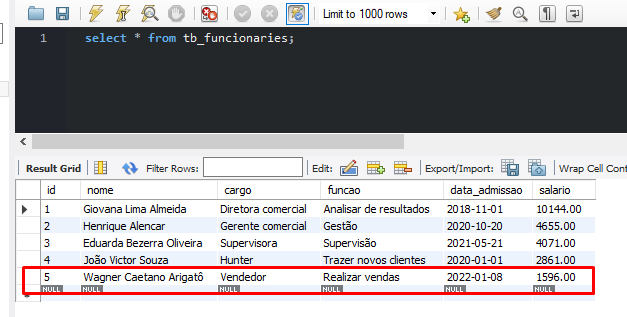 Limit to 1000 rows
1 select * from tb_funcionaries;
Result Grid Filter Rows: Edit: Export/Import: Wrap Cell Cont
id nome cargo funcao data_admissao salario
1 Giovana Lima Almeida Diretora comercial Analisar de resultados 2018-11-01 10144.00
2 Henrique Alencar Gerente comercial Gestão 2020-10-20 4655.00
3 Eduarda Bezerra Oliveira Supervisora Supervisão 2021-05-21 4071.00
4 João Victor Souza Hunter Trazer novos clientes 2020-01-01 2861.00
5 Wagner Caetano Arigatô Vendedor Realizar vendas 2022-01-08 1596.00
NULL NULL NULL NULL NULL NULL